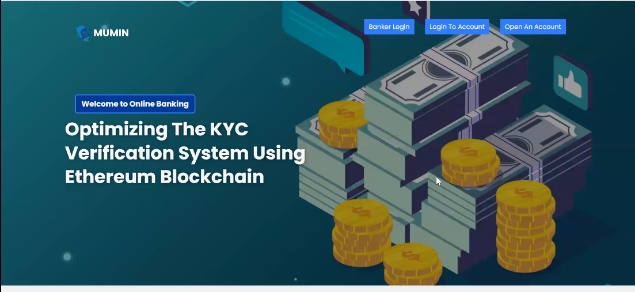 MUMIN
Banker Login
Login To Account
Open An Account
Welcome to Online Banking
Optimizing The KYC
Verification System Using
Ethereum Blockchain